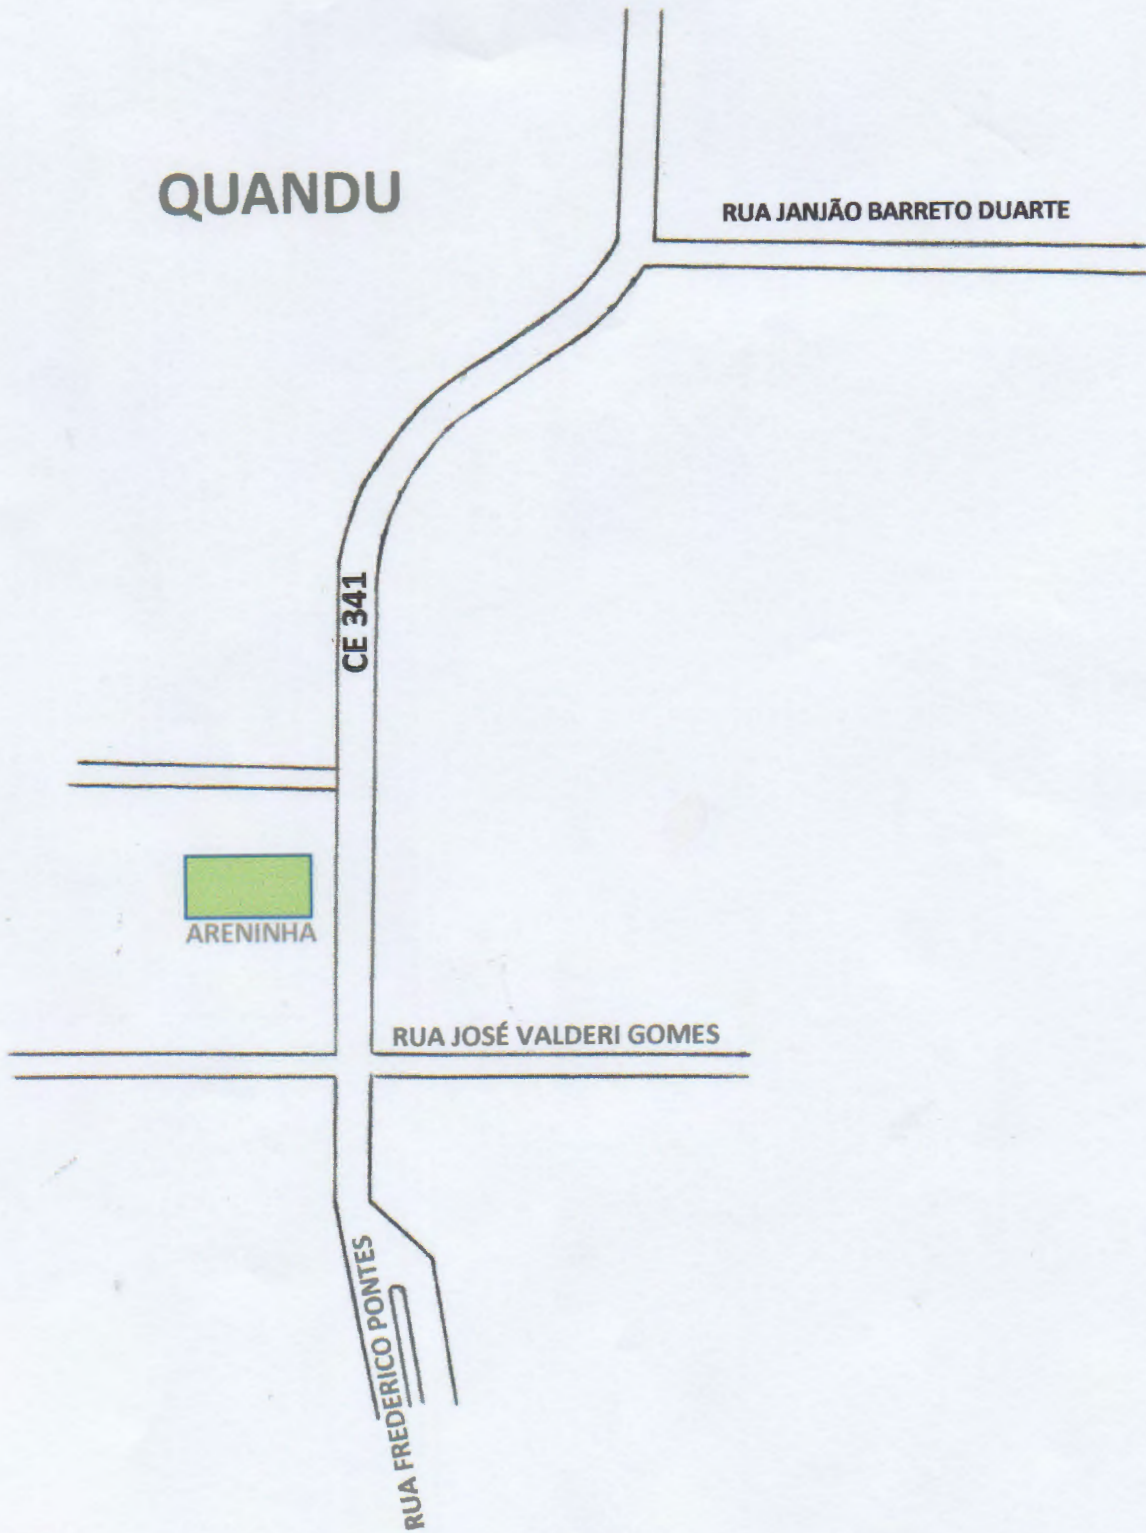 QUANDU
RUA JANJÃO BARRETO DUARTE
CE 341
ARENINHA
RUA JOSÉ VALDERI GOMES
RUA FREDERICO PONTES